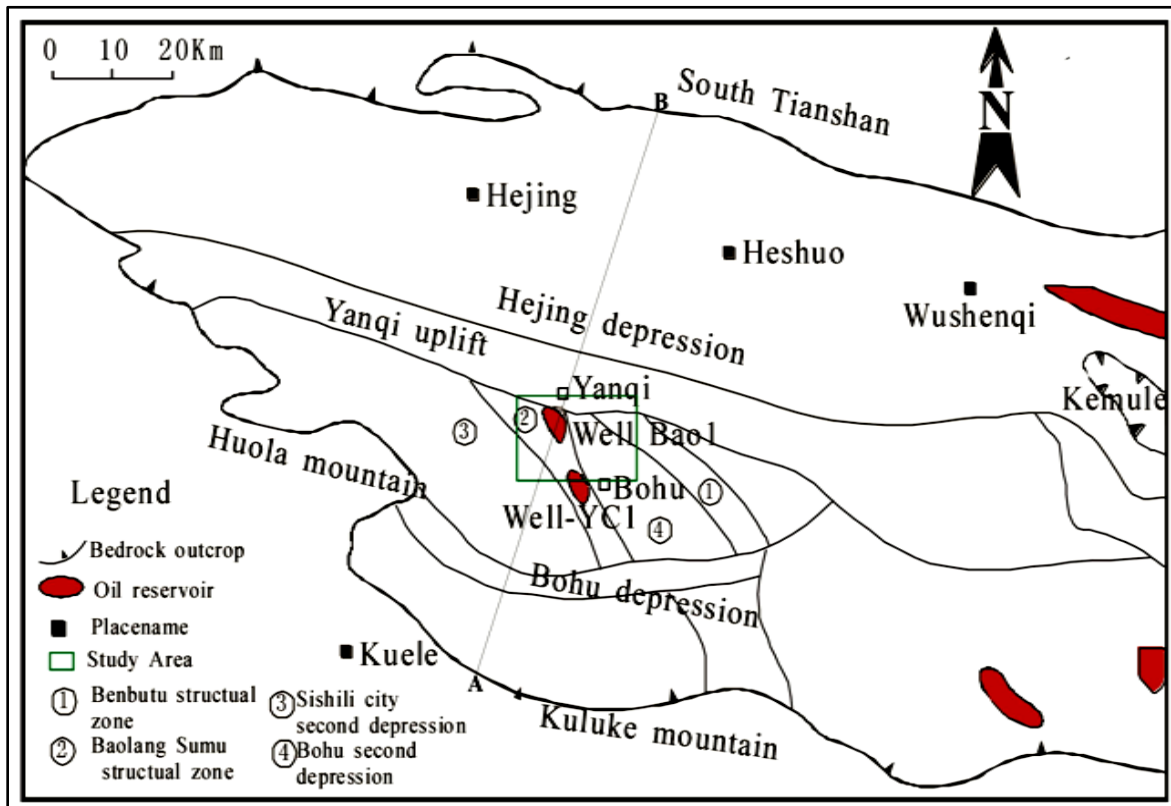 0 10 20Km
N
South Tianshan
B
Hejing
Heshuo
Wushenqi
Hejing depression
Yanqi uplift
Kemule
Yanqi
③
②
Well Bao1
Huola mountain
Bohu
①
Well-YC1
④
Bohu depression
Kuele
A
Kuluke mountain
Legend
Bedrock outcrop
Oil reservoir
Placename
Study Area
① Benbutu structual
zone
② Baolang Sumu
structual zone
③ Sishili city
second depression
④ Bohu second
depression